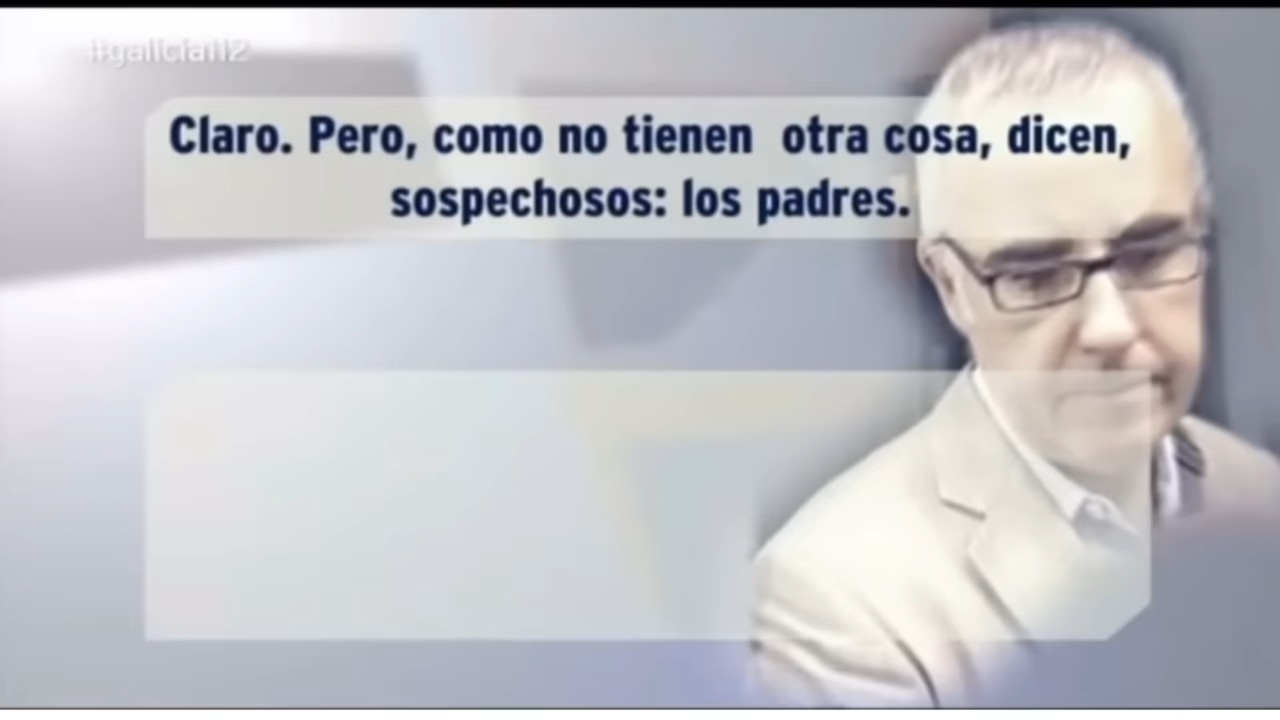 #galicia112
Claro. Pero, como no tienen otra cosa, dicen,
sospechosos: los padres.